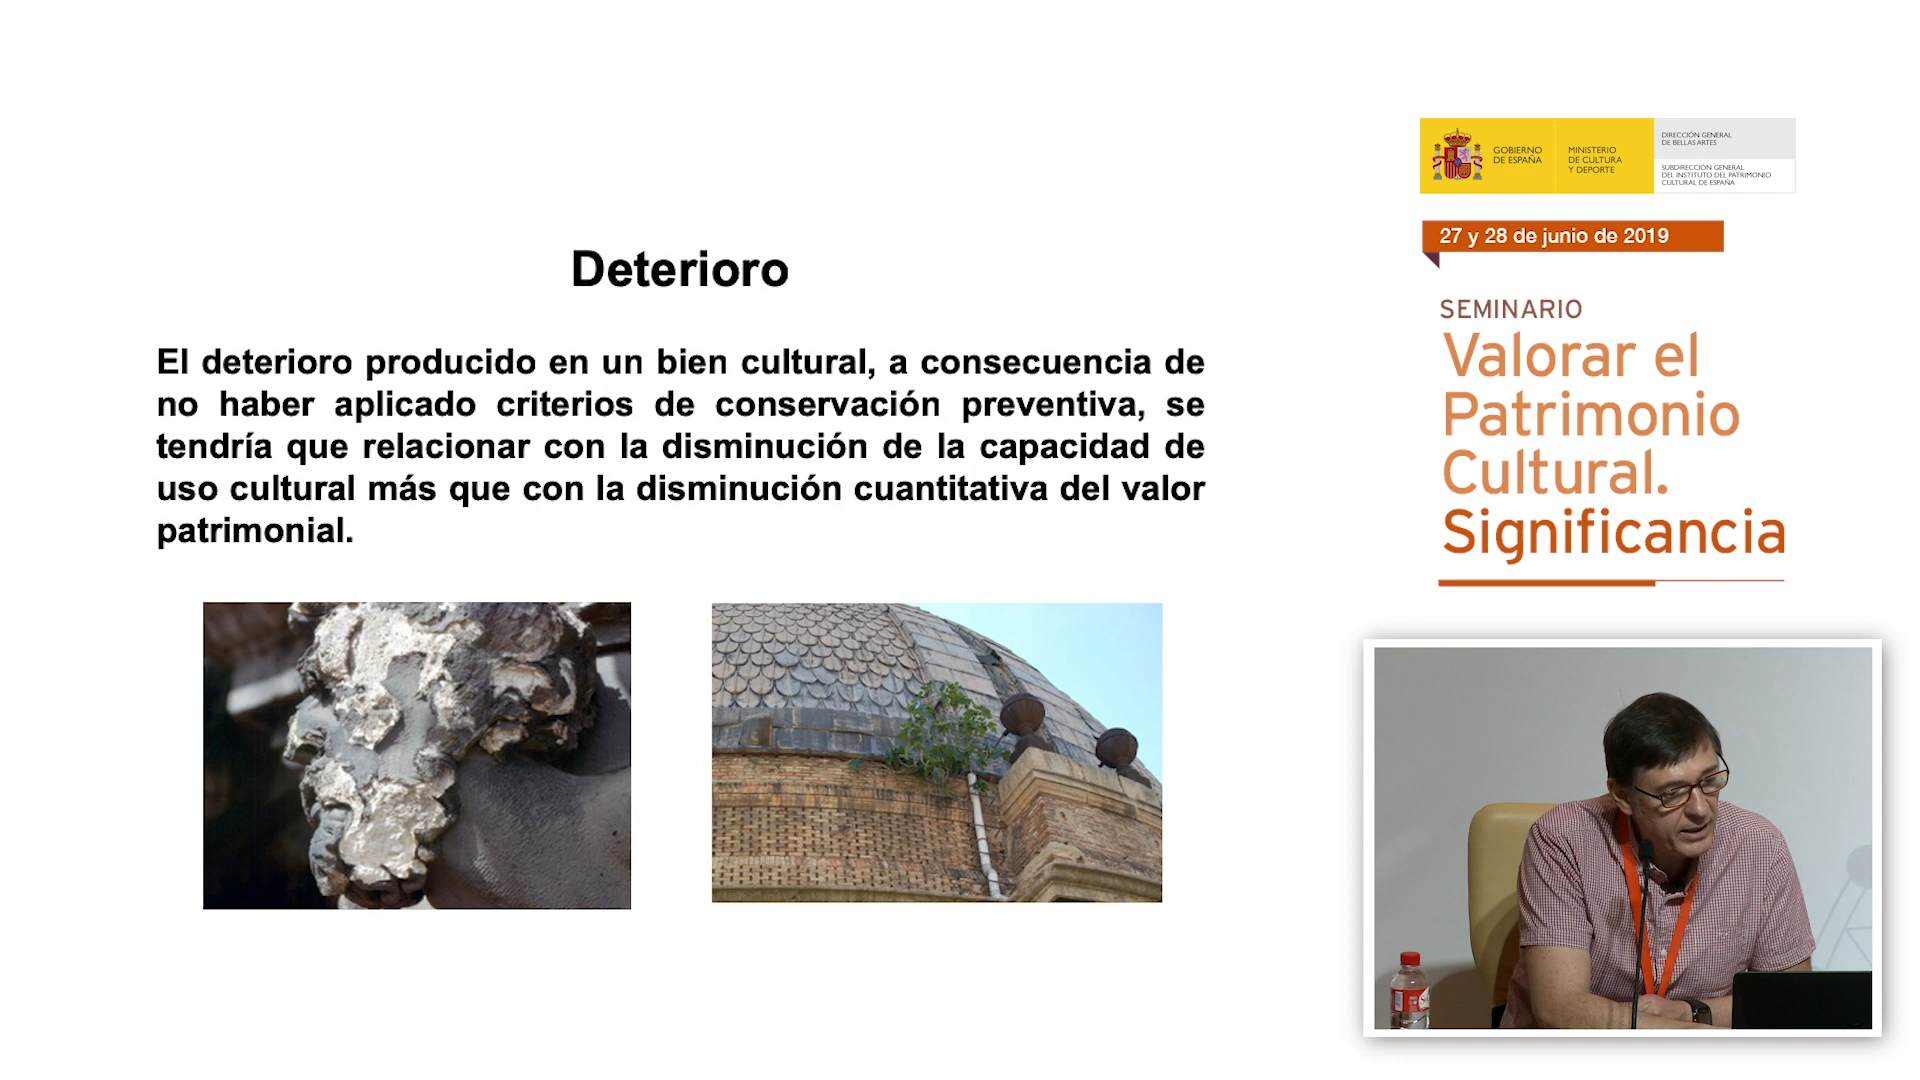 Deterioro
El deterioro producido en un bien cultural, a consecuencia de
no haber aplicado criterios de conservación preventiva, se
tendría que relacionar con la disminución de la capacidad de
uso cultural más que con la disminución cuantitativa del valor
patrimonial.
GOBIERNO
DE ESPAÑA
MINISTERIO
DE CULTURA
Y DEPORTE
DIRECCIÓN GENERAL
DE BELLAS ARTES
SUBDIRECCIÓN GENERAL
DEL INSTITUTO DEL PATRIMONIO
CULTURAL DE ESPAÑA
27 y 28 de junio de 2019
SEMINARIO
Valorar el
Patrimonio
Cultural.
Significancia